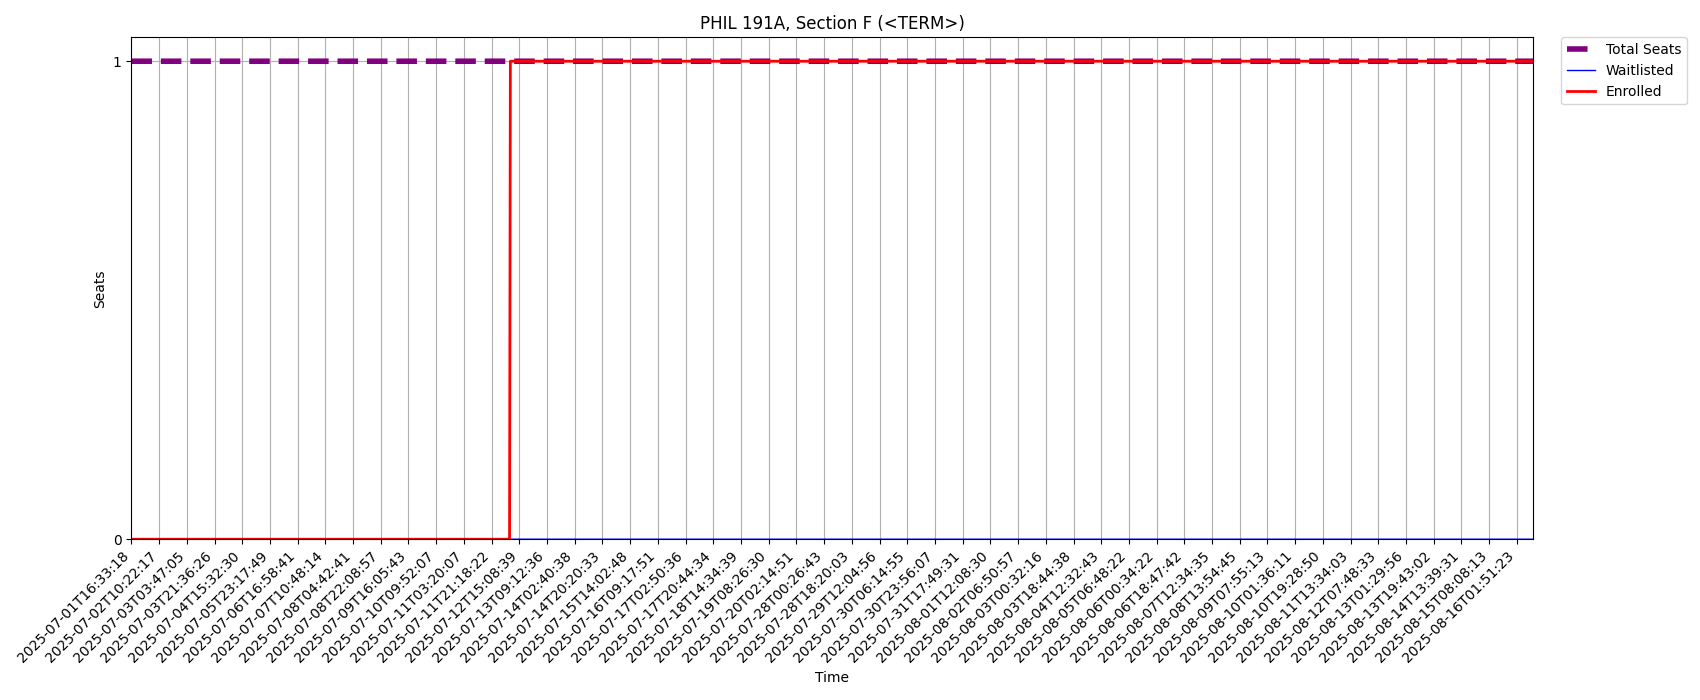 PHIL 191A, Section F (<TERM>)
Total Seats
Waitlisted
Enrolled
1
Seats
0
2025-07-01T16:33:18
2025-07-02T10:22:17
2025-07-03T03:47:05
2025-07-03T21:36:26
2025-07-04T15:32:30
2025-07-05T23:17:49
2025-07-06T16:58:41
2025-07-07T10:48:14
2025-07-08T04:42:41
2025-07-08T22:08:57
2025-07-09T16:05:43
2025-07-10T09:52:07
2025-07-11T03:20:07
2025-07-11T21:18:22
2025-07-12T15:08:39
2025-07-13T09:12:36
2025-07-14T02:40:38
2025-07-14T20:20:33
2025-07-15T14:02:48
2025-07-16T09:17:51
2025-07-17T02:50:36
2025-07-17T20:44:34
2025-07-18T14:34:39
2025-07-19T08:26:30
2025-07-20T02:14:51
2025-07-28T00:26:43
2025-07-28T18:20:03
2025-07-29T12:04:56
2025-07-30T06:14:55
2025-07-30T23:56:07
2025-07-31T17:49:31
2025-08-01T12:08:30
2025-08-02T06:50:57
2025-08-03T00:32:16
2025-08-03T18:44:38
2025-08-04T12:32:43
2025-08-05T06:48:22
2025-08-06T00:34:22
2025-08-06T18:47:42
2025-08-07T12:34:35
2025-08-08T13:54:45
2025-08-09T07:55:13
2025-08-10T01:36:11
2025-08-10T19:28:50
2025-08-11T13:34:03
2025-08-12T07:48:33
2025-08-13T01:29:56
2025-08-13T19:43:02
2025-08-14T13:39:31
2025-08-15T08:08:13
2025-08-16T01:51:23
Time